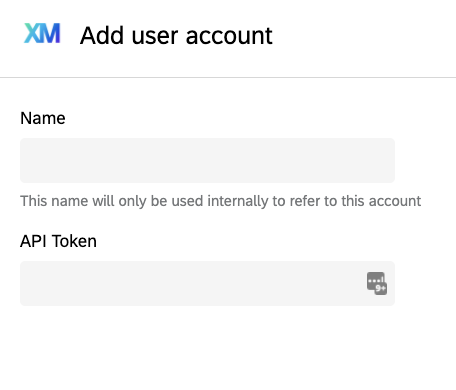 XM Add user account
Name
This name will only be used internally to refer to this account
API Token
9+